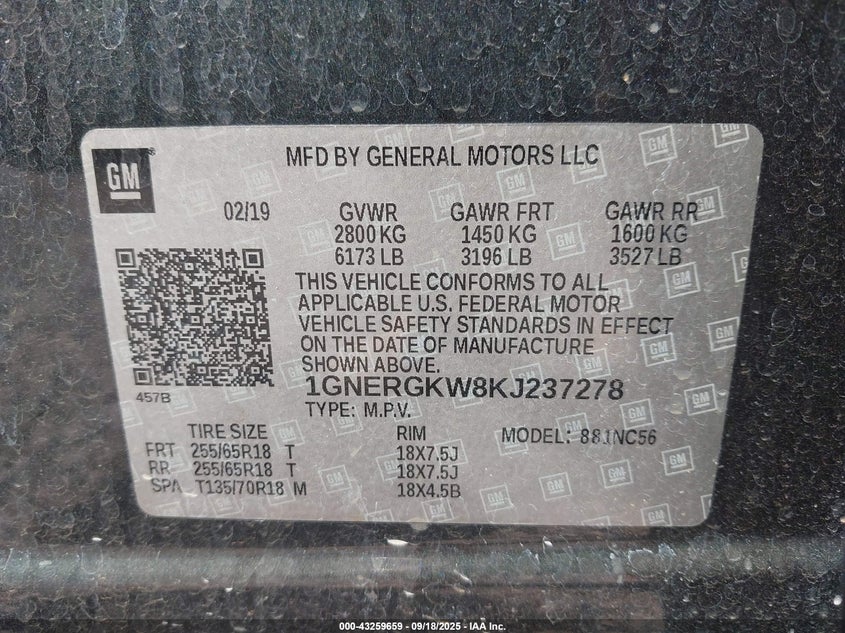 GM
MFD BY GENERAL MOTORS LLC
02/19 GVWR GAWR FRT GAWR RR
2800 KG 1450 KG 1600 KG
6173 LB 3196 LB 3527 LB
THIS VEHICLE CONFORMS TO ALL
APPLICABLE U.S. FEDERAL MOTOR
VEHICLE SAFETY STANDARDS IN EFFECT
ON THE DATE OF MANUFACTURE
SHOWN ABOVE.
457B
1GNERGKW8KJ237278
TYPE: M.P.V.
TIRE SIZE RIM MODEL: 881NC56
FRT 255/65R18 T 18X7.5J
RR 255/65R18 T 18X7.5J
SPA T135/70R18 M 18X4.5B
000-43259659 - 09/18/2025 - IAA Inc.